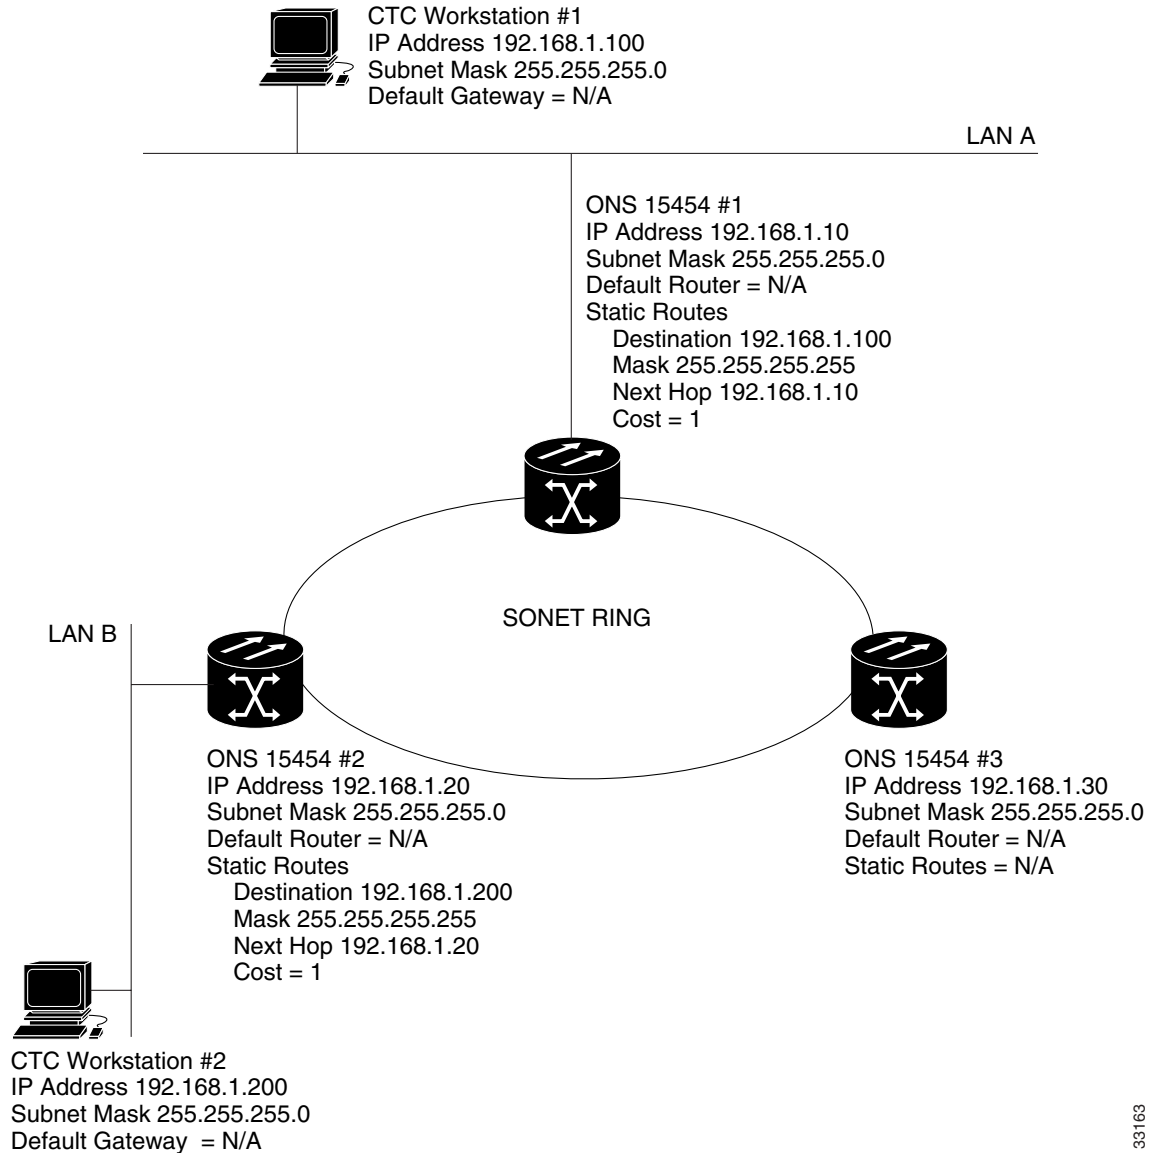 CTC Workstation #1
IP Address 192.168.1.100
Subnet Mask 255.255.255.0
Default Gateway = N/A
LAN A
ONS 15454 #1
IP Address 192.168.1.10
Subnet Mask 255.255.255.0
Default Router = N/A
Static Routes
Destination 192.168.1.100
Mask 255.255.255.255
Next Hop 192.168.1.10
Cost = 1
SONET RING
LAN B
ONS 15454 #2
IP Address 192.168.1.20
Subnet Mask 255.255.255.0
Default Router = N/A
Static Routes
Destination 192.168.1.200
Mask 255.255.255.255
Next Hop 192.168.1.20
Cost = 1
ONS 15454 #3
IP Address 192.168.1.30
Subnet Mask 255.255.255.0
Default Router = N/A
Static Routes = N/A
CTC Workstation #2
IP Address 192.168.1.200
Subnet Mask 255.255.255.0
Default Gateway = N/A
33163